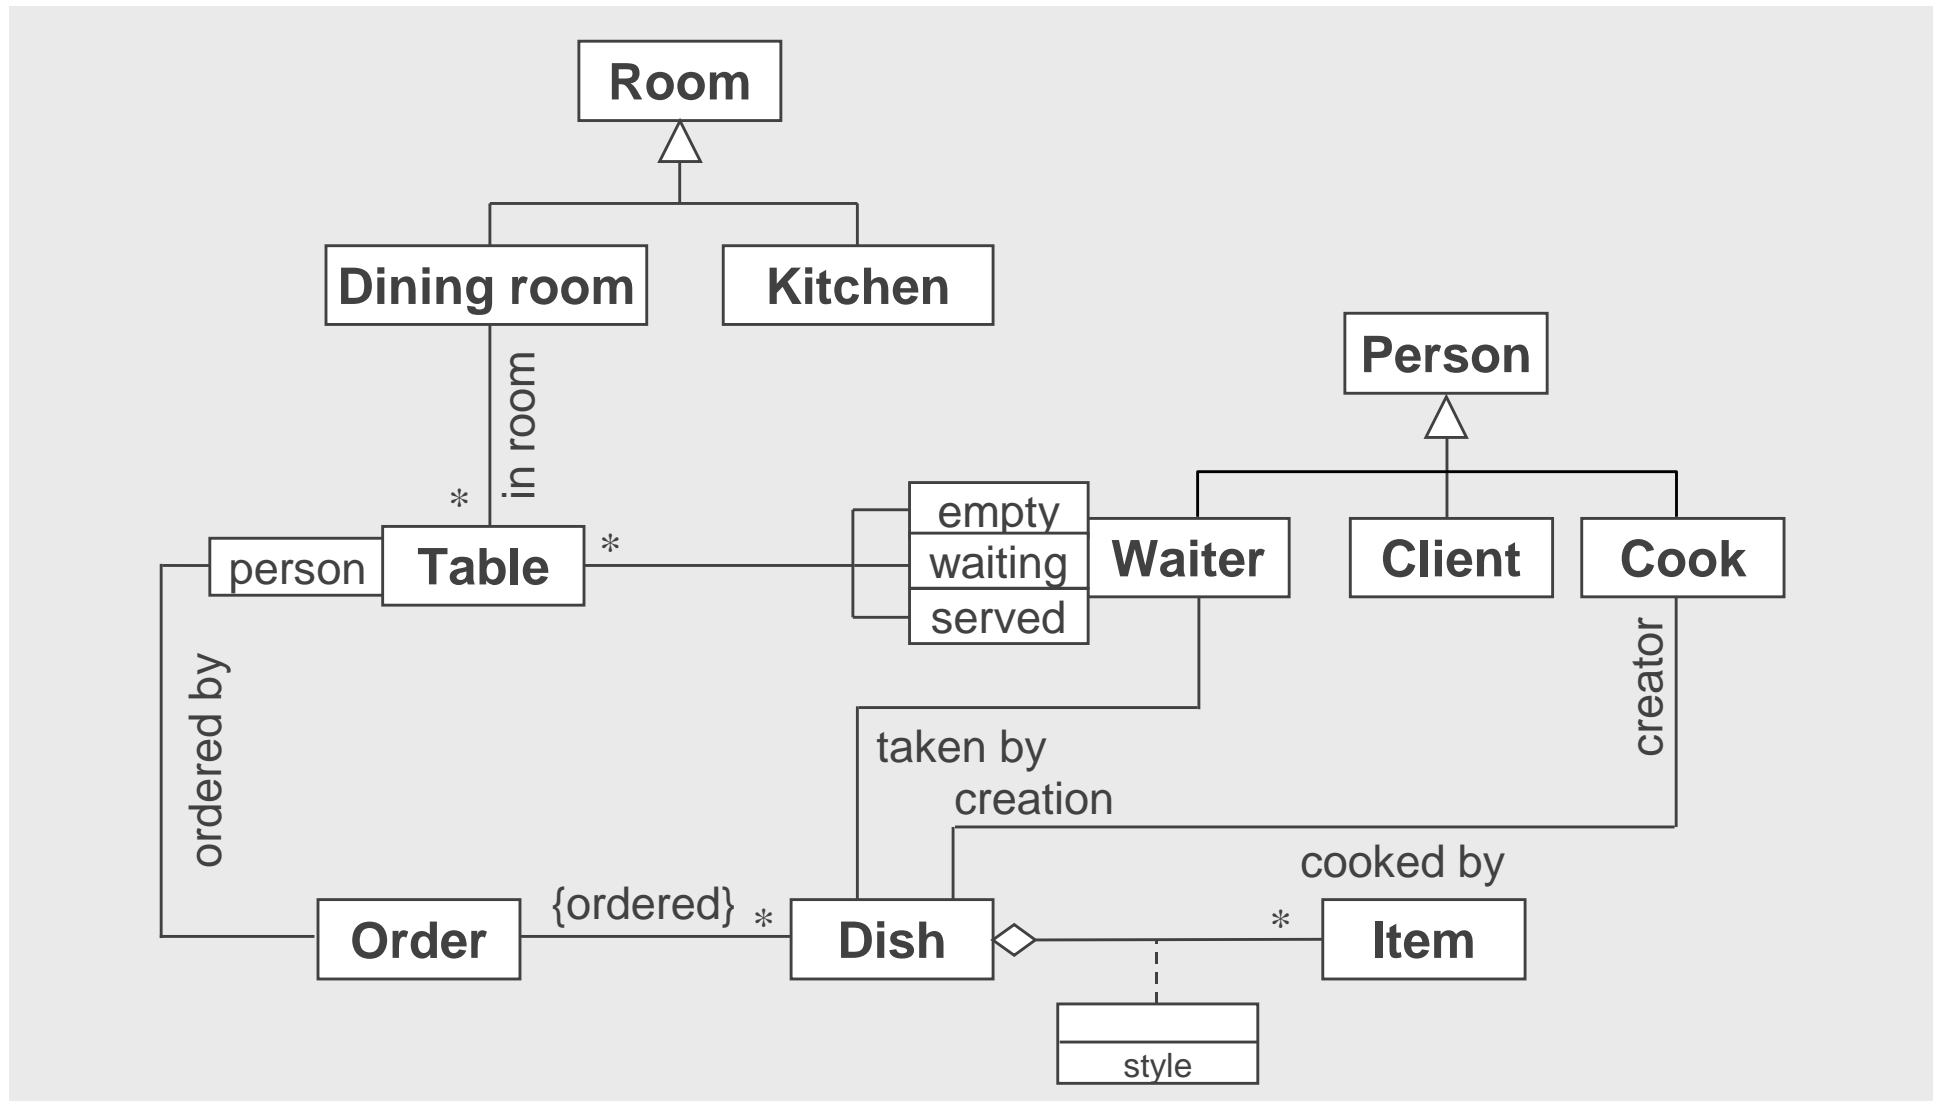 Room
Dining room
Kitchen
Person
in room
*
empty
person
Table
*
waiting
Waiter
Client
Cook
served
ordered by
creator
taken by
creation
cooked by
Order
{ordered}
*
Dish
*
Item
style